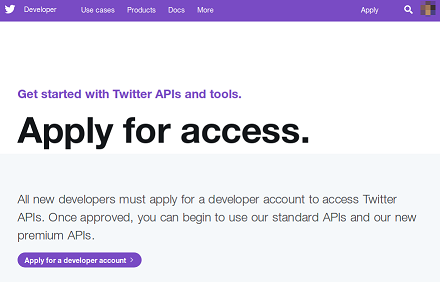 Developer Use cases Products Docs More Apply
Get started with Twitter APIs and tools.
Apply for access.
All new developers must apply for a developer account to access Twitter
APIs. Once approved, you can begin to use our standard APIs and our new
premium APIs.
Apply for a developer account